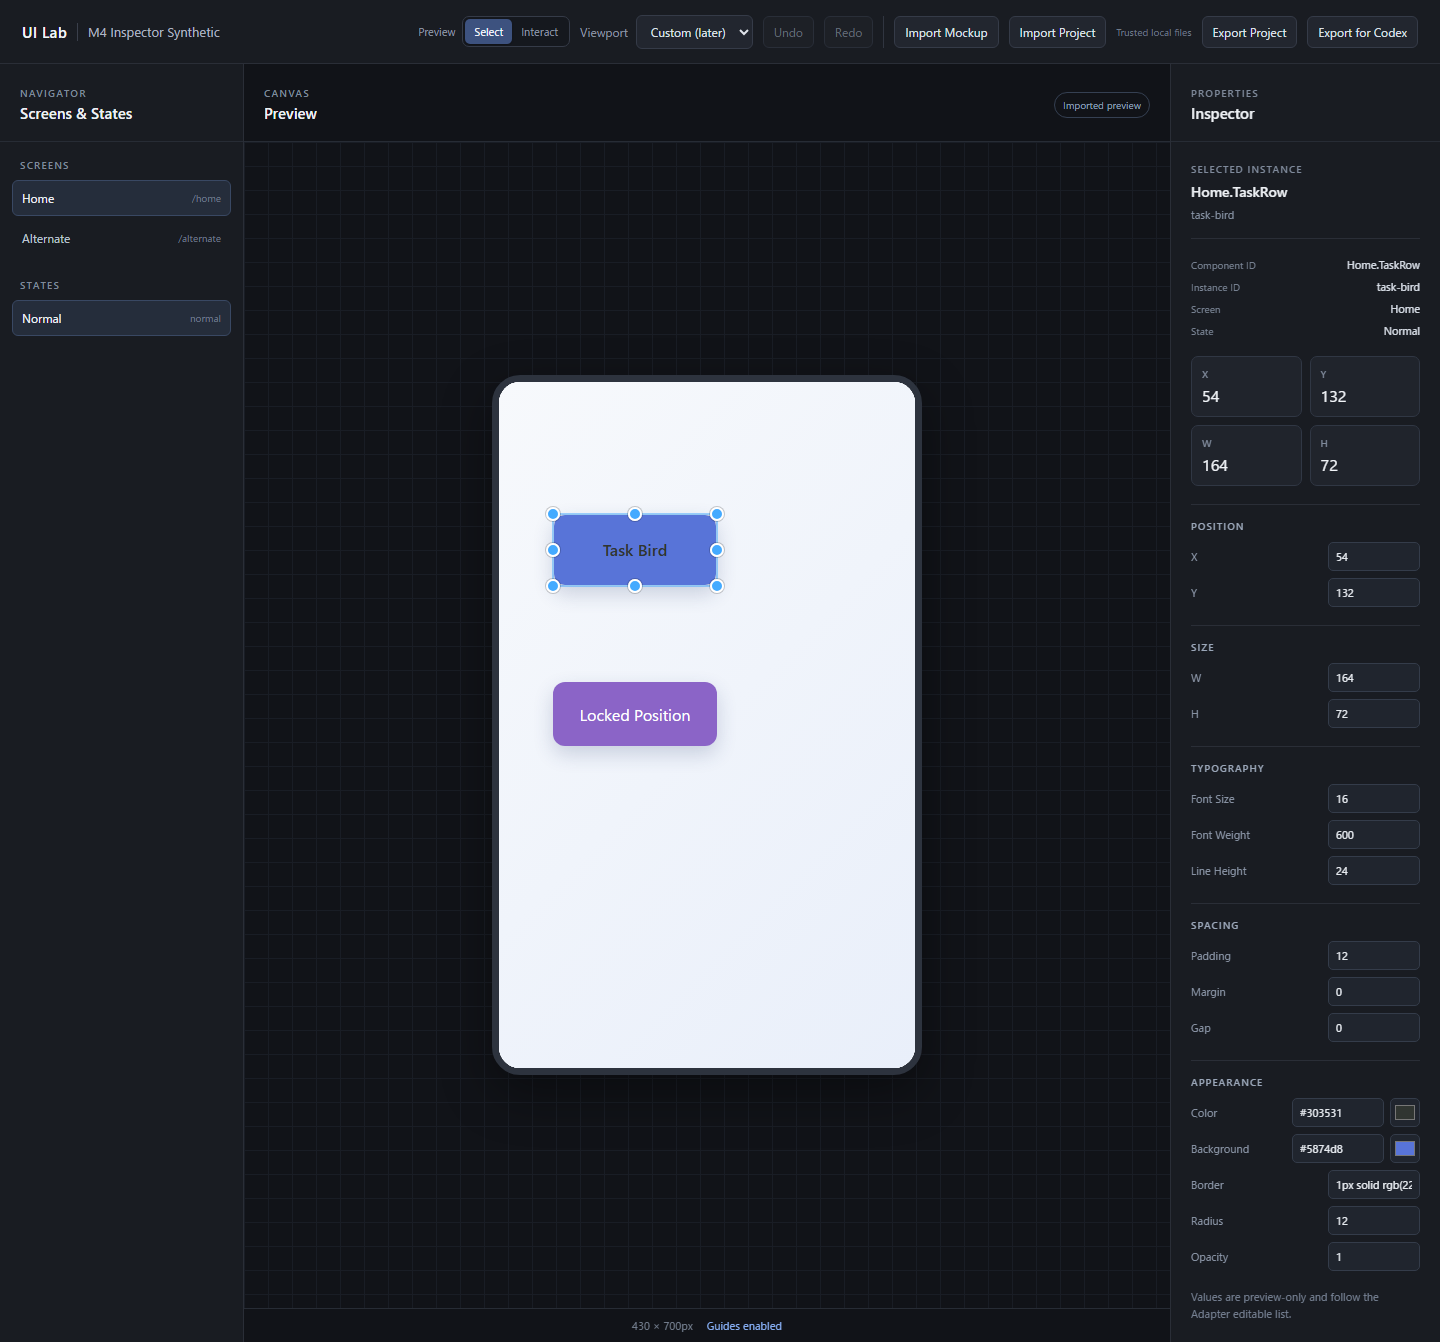 UI Lab
M4 Inspector Synthetic
Preview
Select
Interact
Viewport
Custom (later)
Undo
Redo
Import Mockup
Import Project
Trusted local files
Export Project
Export for Codex
NAVIGATOR
Screens & States
SCREENS
Home /home
Alternate /alternate
STATES
Normal normal
CANVAS
Preview
Imported preview
Task Bird
Locked Position
430 × 700px
Guides enabled
PROPERTIES
Inspector
SELECTED INSTANCE
Home.TaskRow
task-bird
Component ID Home.TaskRow
Instance ID task-bird
Screen Home
State Normal
X
54
Y
132
W
164
H
72
POSITION
X 54
Y 132
SIZE
W 164
H 72
TYPOGRAPHY
Font Size 16
Font Weight 600
Line Height 24
SPACING
Padding 12
Margin 0
Gap 0
APPEARANCE
Color #303531
Background #5874d8
Border 1px solid rgb(22
Radius 12
Opacity 1
Values are preview-only and follow the
Adapter editable list.